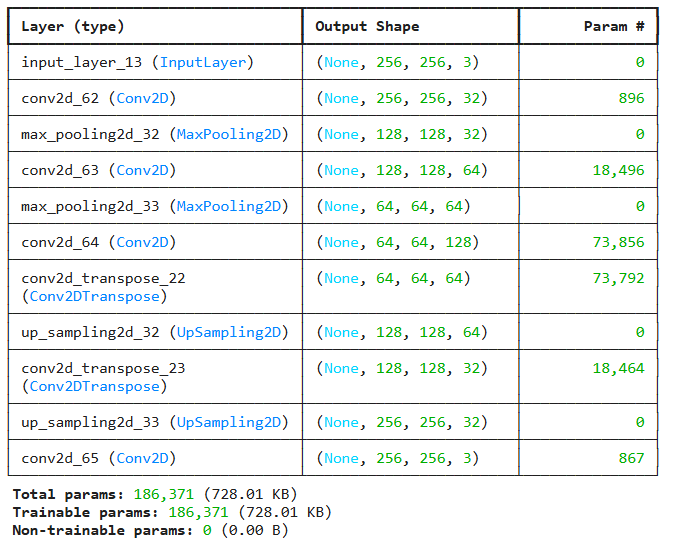 Layer (type) Output Shape Param #
input_layer_13 (InputLayer) (None, 256, 256, 3) 0
conv2d_62 (Conv2D) (None, 256, 256, 32) 896
max_pooling2d_32 (MaxPooling2D) (None, 128, 128, 32) 0
conv2d_63 (Conv2D) (None, 128, 128, 64) 18,496
max_pooling2d_33 (MaxPooling2D) (None, 64, 64, 64) 0
conv2d_64 (Conv2D) (None, 64, 64, 128) 73,856
conv2d_transpose_22 (None, 64, 64, 64) 73,792
(Conv2DTranspose)
up_sampling2d_32 (UpSampling2D) (None, 128, 128, 64) 0
conv2d_transpose_23 (None, 128, 128, 32) 18,464
(Conv2DTranspose)
up_sampling2d_33 (UpSampling2D) (None, 256, 256, 32) 0
conv2d_65 (Conv2D) (None, 256, 256, 3) 867
Total params: 186,371 (728.01 KB)
Trainable params: 186,371 (728.01 KB)
Non-trainable params: 0 (0.00 B)